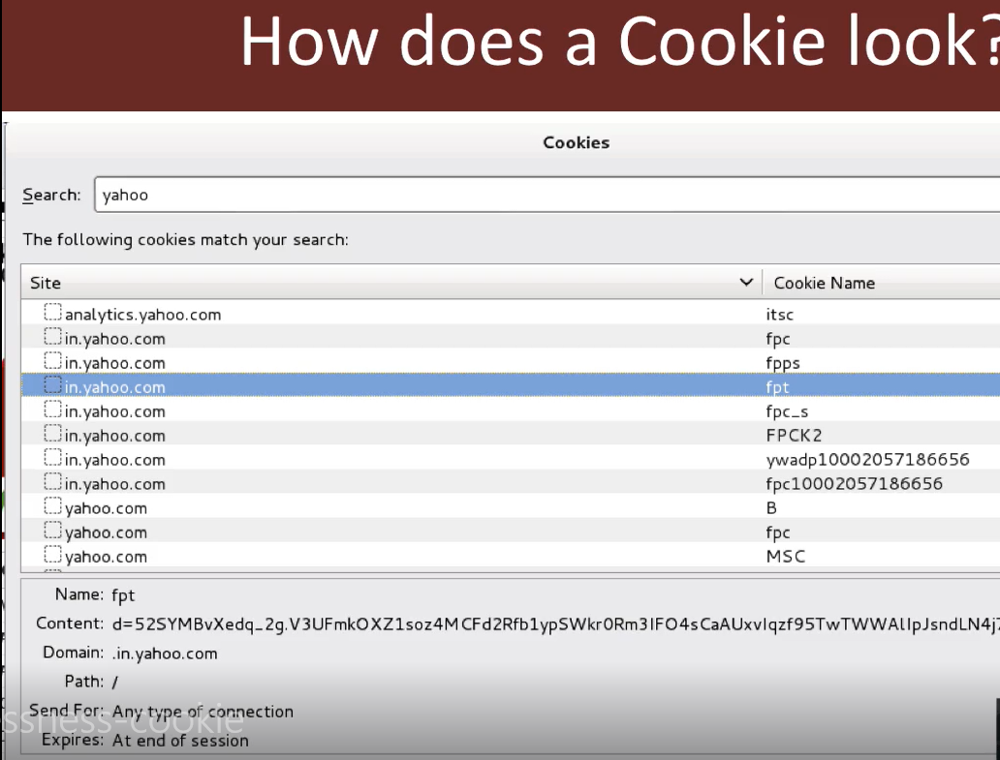 How does a Cookie look?
Cookies
Search: yahoo
The following cookies match your search:
Site Cookie Name
analytics.yahoo.com itsc
in.yahoo.com fpc
in.yahoo.com fpps
in.yahoo.com fpt
in.yahoo.com fpc_s
in.yahoo.com FPCK2
in.yahoo.com ywadp10002057186656
in.yahoo.com fpc10002057186656
yahoo.com B
yahoo.com fpc
yahoo.com MSC
Name: fpt
Content: d=52SYMBvXedq_2g.V3UFmkOXZ1soz4MCFd2Rfb1ypSWkr0Rm3IFO4sCaAUxvIqzf95TwTWWAlIpJsndLN4j7
Domain: .in.yahoo.com
Path: /
Send For: Any type of connection
ssness-cookie
Expires: At end of session